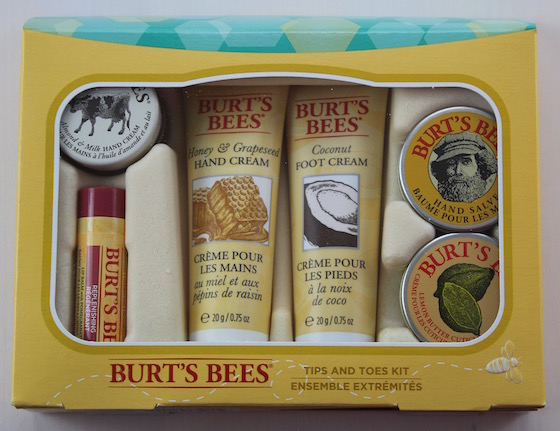 Almond & Milk HAND CREAM
LES MAINS à l'huile d'amande et au lait
BURT'S BEES
REPLENISHING
RÉGÉNÉRANT
BURT'S
BEES
Honey & Grapeseed
HAND CREAM
CRÈME POUR
LES MAINS
au miel et aux
pépins de raisin
℮ 20 g / 0.75 oz
BURT'S
BEES
Coconut
FOOT CREAM
CRÈME POUR
LES PIEDS
à la noix
de coco
℮ 20 g / 0.75 oz
BURT'S BEES
HAND SALVE
BAUME POUR LES
BURT'S
LEMON BUTTER
BURT'S BEES
TIPS AND TOES KIT
ENSEMBLE EXTRÉMITÉS